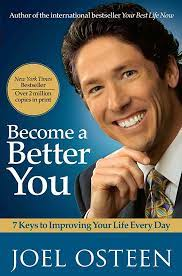 Author of the international bestseller Your Best Life Now
New York Times
Bestseller
Over 2 million
copies in print
Become a
Better You
7 Keys to Improving Your Life Every Day
JOEL OSTEEN